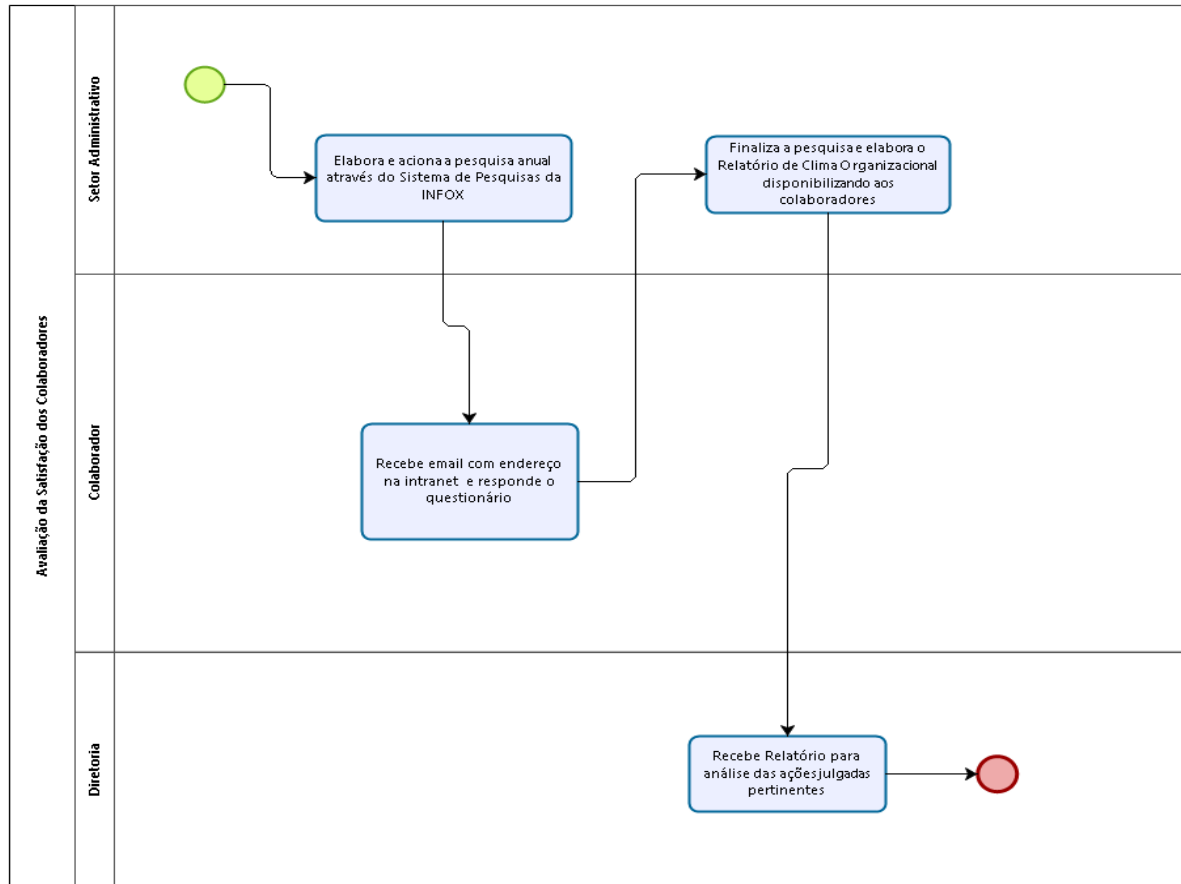 Avaliação da Satisfação dos Colaboradores
Setor Administrativo
Elabora e aciona a pesquisa anual
através do Sistema de Pesquisas da
INFOX
Finaliza a pesquisa e elabora o
Relatório de Clima Organizacional
disponibilizando aos
colaboradores
Colaborador
Recebe email com endereço
na intranet e responde o
questionário
Diretoria
Recebe Relatório para
análise das ações julgadas
pertinentes